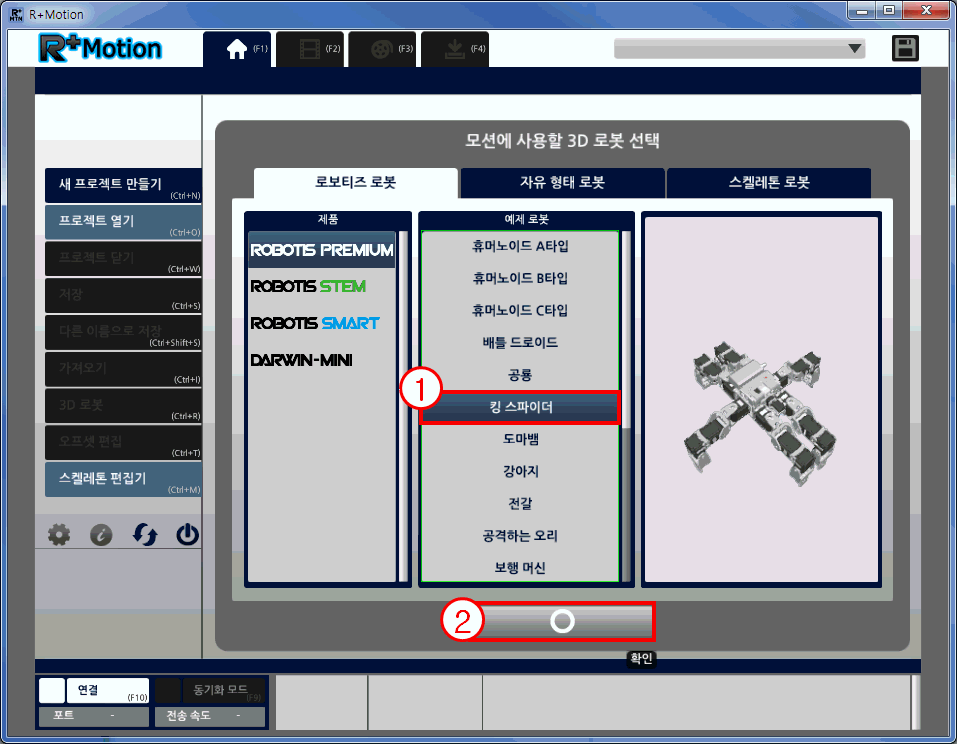 R+Motion
R+Motion
(F1)
(F2)
(F3)
(F4)
새 프로젝트 만들기
(Ctrl+N)
프로젝트 열기
(Ctrl+O)
프로젝트 닫기
(Ctrl+W)
저장
(Ctrl+S)
다른 이름으로 저장
(Ctrl+Shift+S)
가져오기
(Ctrl+I)
3D 로봇
(Ctrl+R)
오프셋 편집
(Ctrl+T)
스켈레톤 편집기
(Ctrl+M)
모션에 사용할 3D 로봇 선택
로보티즈 로봇
자유 형태 로봇
스켈레톤 로봇
제품
ROBOTIS PREMIUM
ROBOTIS STEM
ROBOTIS SMART
DARWIN-MINI
예제 로봇
휴머노이드 A타입
휴머노이드 B타입
휴머노이드 C타입
배틀 드로이드
공룡
1
킹 스파이더
도마뱀
강아지
전갈
공격하는 오리
보행 머신
2
확인
연결
(F10)
동기화 모드
(F9)
포트 -
전송 속도 -